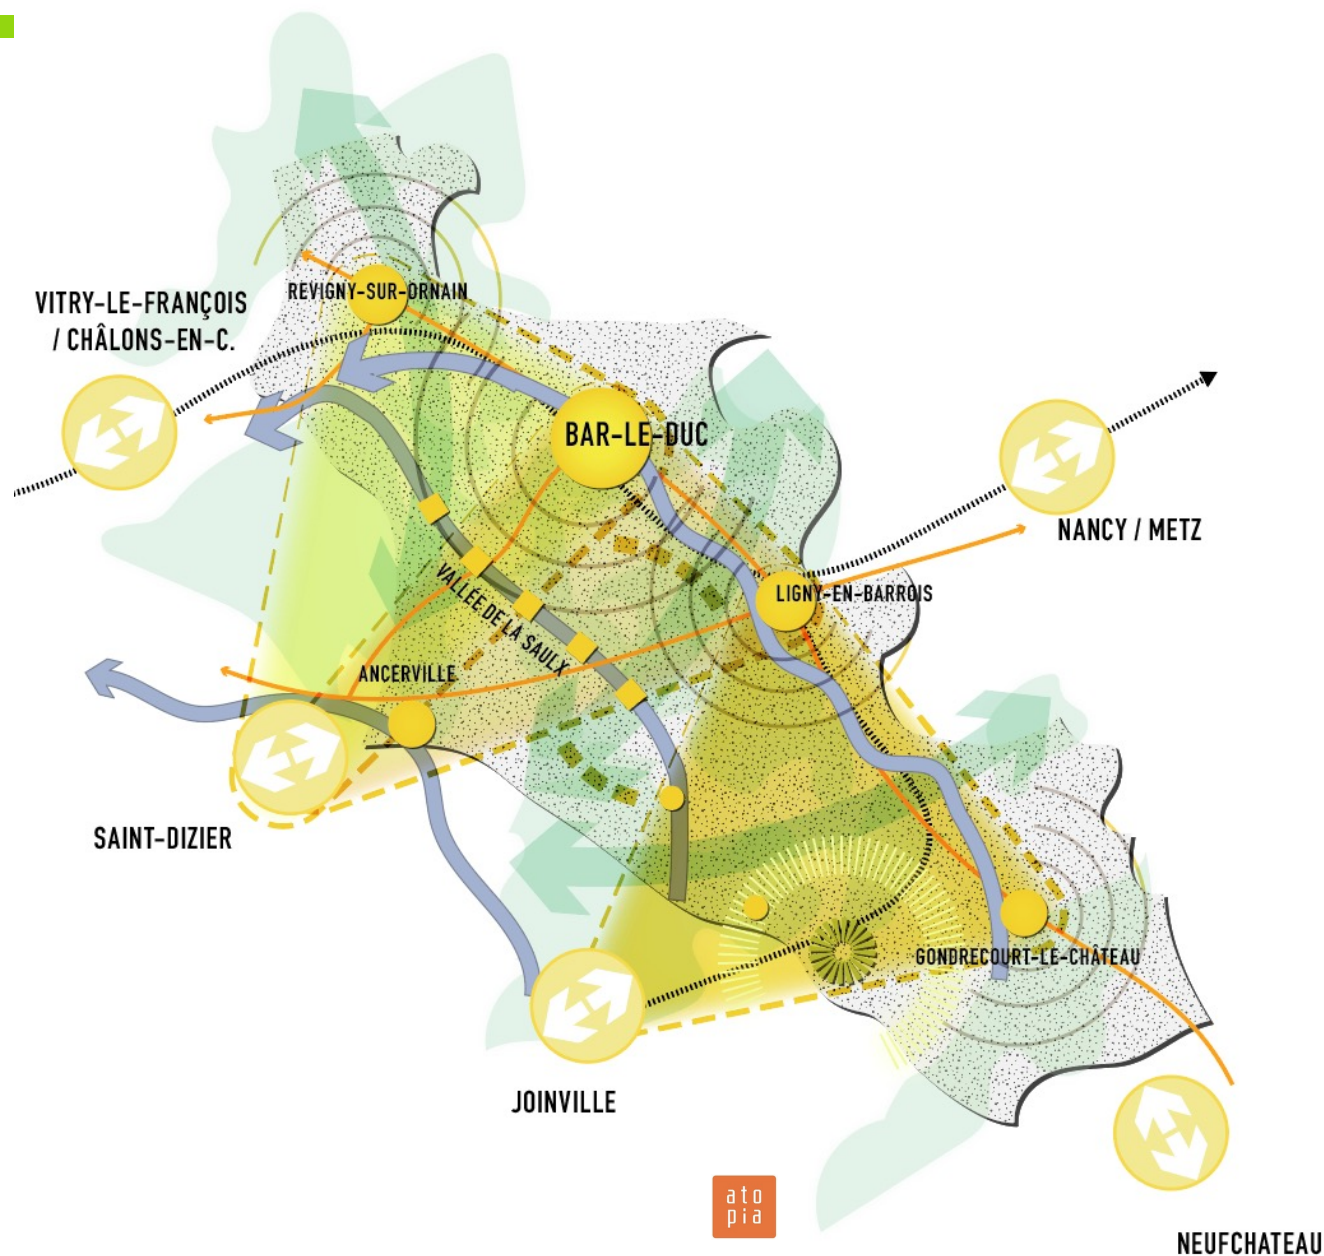 REVIGNY-SUR-ORNAIN
VITRY-LE-FRANÇOIS
/ CHÂLONS-EN-C.
BAR-LE-DUC
NANCY / METZ
LIGNY-EN-BARROIS
VALLÉE DE LA SAULX
ANCERVILLE
SAINT-DIZIER
GONDRECOURT-LE-CHÂTEAU
JOINVILLE
ato
pia
NEUFCHATEAU